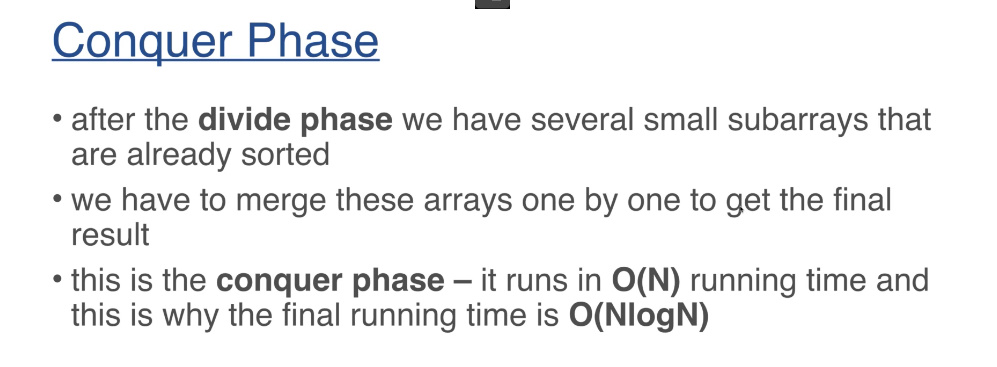 Conquer Phase
• after the divide phase we have several small subarrays that
are already sorted
• we have to merge these arrays one by one to get the final
result
• this is the conquer phase – it runs in O(N) running time and
this is why the final running time is O(NlogN)